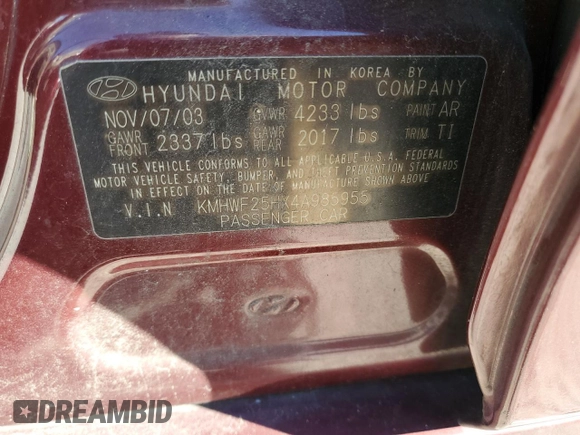 MANUFACTURED IN KOREA BY
HYUNDAI MOTOR COMPANY
NOV/07/03 GVWR 4233 lbs PAINT AR
GAWR FRONT 2337 lbs GAWR REAR 2017 lbs TRIM TI
THIS VEHICLE CONFORMS TO ALL APPLICABLE U.S.A. FEDERAL
MOTOR VEHICLE SAFETY, BUMPER, AND THEFT PREVENTION STANDARDS
IN EFFECT ON THE DATE OF MANUFACTURE SHOWN ABOVE
V.I.N KMHWF25HX4A985955
PASSENGER CAR
DREAMBID